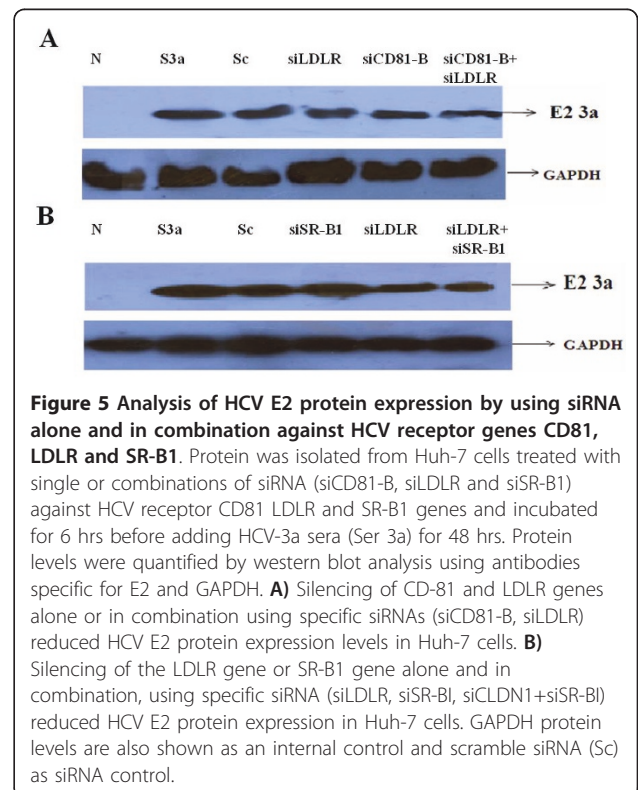 A
N S3a Sc siLDLR siCD81-B siCD81-B+
siLDLR
E2 3a
GAPDH
B
N S3a Sc siSR-B1 siLDLR siLDLR+
siSR-B1
E2 3a
GAPDH
Figure 5 Analysis of HCV E2 protein expression by using siRNA
alone and in combination against HCV receptor genes CD81,
LDLR and SR-B1. Protein was isolated from Huh-7 cells treated with
single or combinations of siRNA (siCD81-B, siLDLR and siSR-B1)
against HCV receptor CD81 LDLR and SR-B1 genes and incubated
for 6 hrs before adding HCV-3a sera (Ser 3a) for 48 hrs. Protein
levels were quantified by western blot analysis using antibodies
specific for E2 and GAPDH. A) Silencing of CD-81 and LDLR genes
alone or in combination using specific siRNAs (siCD81-B, siLDLR)
reduced HCV E2 protein expression levels in Huh-7 cells. B)
Silencing of the LDLR gene or SR-B1 gene alone and in
combination, using specific siRNA (siLDLR, siSR-BI, siCLDN1+siSR-BI)
reduced HCV E2 protein expression in Huh-7 cells. GAPDH protein
levels are also shown as an internal control and scramble siRNA (Sc)
as siRNA control.